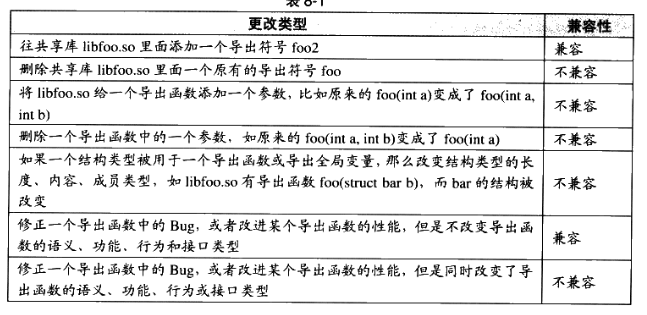 表 8-1
更改类型 兼容性
往共享库 libfoo.so 里面添加一个导出符号 foo2 兼容
删除共享库 libfoo.so 里面一个原有的导出符号 foo 不兼容
将 libfoo.so 给一个导出函数添加一个参数，比如原来的 foo(int a)变成了 foo(int a,
int b) 不兼容
删除一个导出函数中的一个参数，如原来的 foo(int a, int b)变成了 foo(int a) 不兼容
如果一个结构类型被用于一个导出函数或导出全局变量，那么改变结构类型的长
度、内容、成员类型，如 libfoo.so 有导出函数 foo(struct bar b)，而 bar 的结构被 不兼容
改变
修正一个导出函数中的 Bug，或者改进某个导出函数的性能，但是不改变导出函
数的语义、功能、行为和接口类型 兼容
修正一个导出函数中的 Bug，或者改进某个导出函数的性能，但是同时改变了导
出函数的语义、功能、行为或接口类型 不兼容